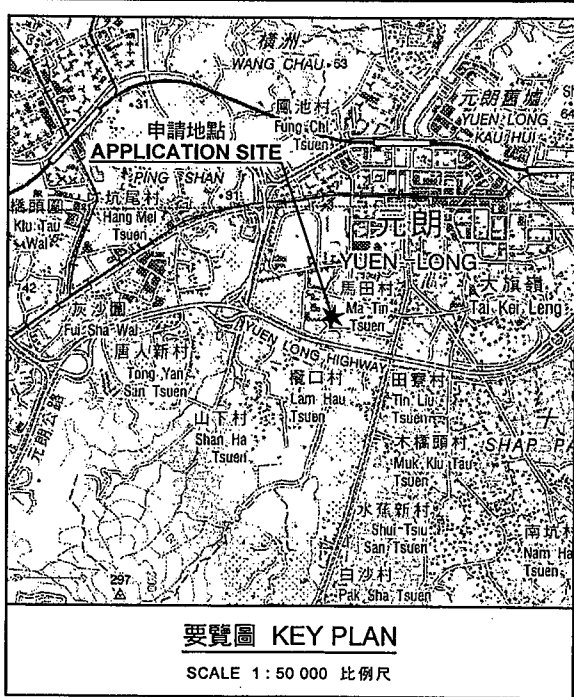 橫洲
WANG CHAU
63
31
鳳池村
Fung Chi
Tsuen
元朗舊墟
YUEN LONG
KAU HUI
申請地點
APPLICATION SITE
PING SHAN
坑尾村
Hang Mei
Tsuen
91
橋頭圍
Kiu Tau
Wai
元朗
YUEN LONG
馬田村
Ma Tin
Tsuen
大旗嶺
Tai Kei Leng
42
灰沙圍
Fui Sha Wai
唐人新村
Tong Yan
San Tsuen
YUEN LONG HIGHWAY
欖口村
Lam Hau
Tsuen
田寮村
Tin Liu
Tsuen
元朗公路
山下村
Shan Ha
Tsuen
十
SHAP PA
木橋頭村
Muk Kiu Tau
Tsuen
水蕉新村
Shui Tsiu
San Tsuen
南坑村
Nam Ha
Tsuen
白沙村
Pak Sha Tsuen
297
要覽圖 KEY PLAN
SCALE 1 : 50 000 比例尺